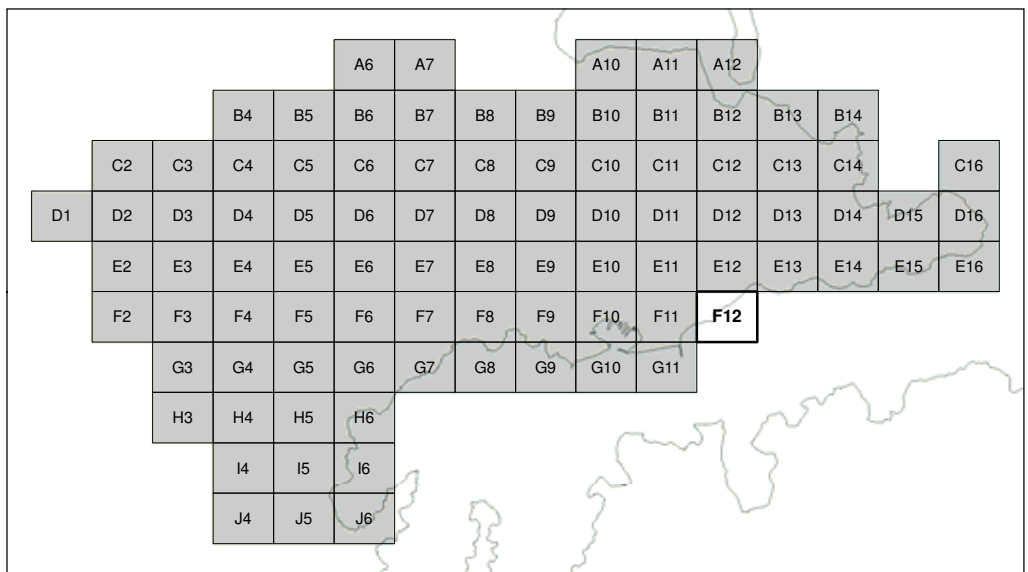 A6 A7 A10 A11 A12
B4 B5 B6 B7 B8 B9 B10 B11 B12 B13 B14
C2 C3 C4 C5 C6 C7 C8 C9 C10 C11 C12 C13 C14 C16
D1 D2 D3 D4 D5 D6 D7 D8 D9 D10 D11 D12 D13 D14 D15 D16
E2 E3 E4 E5 E6 E7 E8 E9 E10 E11 E12 E13 E14 E15 E16
F2 F3 F4 F5 F6 F7 F8 F9 F10 F11 F12
G3 G4 G5 G6 G7 G8 G9 G10 G11
H3 H4 H5 H6
I4 I5 I6
J4 J5 J6